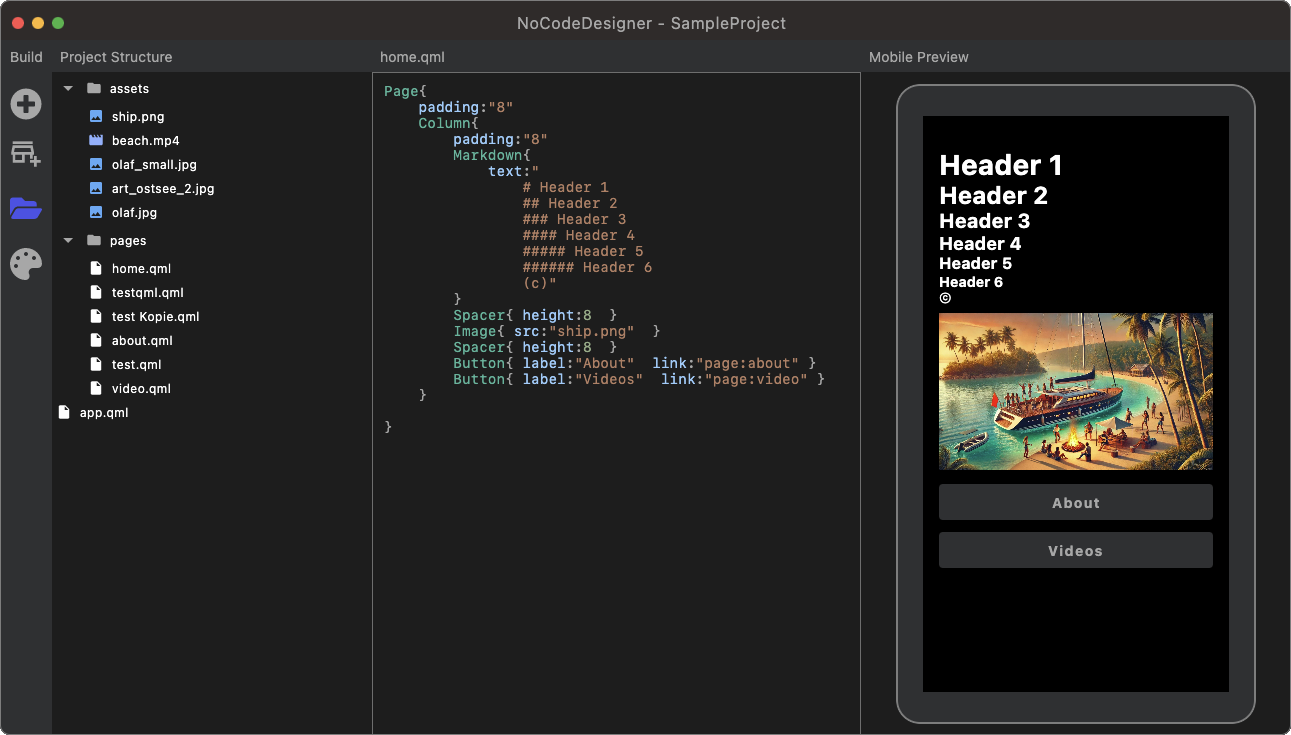 NoCodeDesigner - SampleProject
Build
Project Structure
home.qml
Mobile Preview
assets
ship.png
beach.mp4
olaf_small.jpg
art_ostsee_2.jpg
olaf.jpg
pages
home.qml
testqml.qml
test Kopie.qml
about.qml
test.qml
video.qml
app.qml
Page{
    padding:"8"
    Column{
        padding:"8"
        Markdown{
            text:"
                # Header 1
                ## Header 2
                ### Header 3
                #### Header 4
                ##### Header 5
                ###### Header 6
                (c)"
        }
        Spacer{ height:8  }
        Image{ src:"ship.png"  }
        Spacer{ height:8  }
        Button{ label:"About"  link:"page:about" }
        Button{ label:"Videos"  link:"page:video" }
    }
}
Header 1
Header 2
Header 3
Header 4
Header 5
Header 6
©
About
Videos